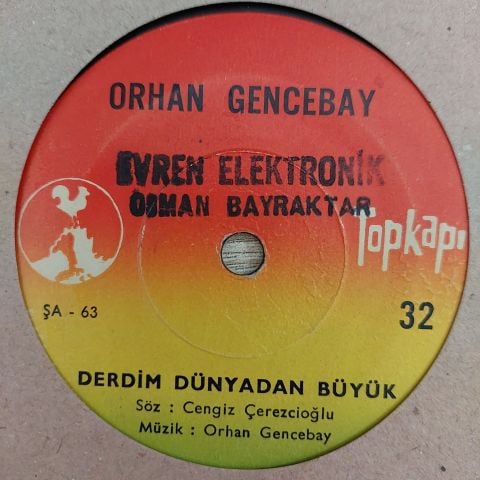 ORHAN GENCEBAY
EVREN ELEKTRONİK
OSMAN BAYRAKTAR
Topkapı
ŞA - 63
32
DERDİM DÜNYADAN BÜYÜK
Söz : Cengiz Çerezcioğlu
Müzik : Orhan Gencebay